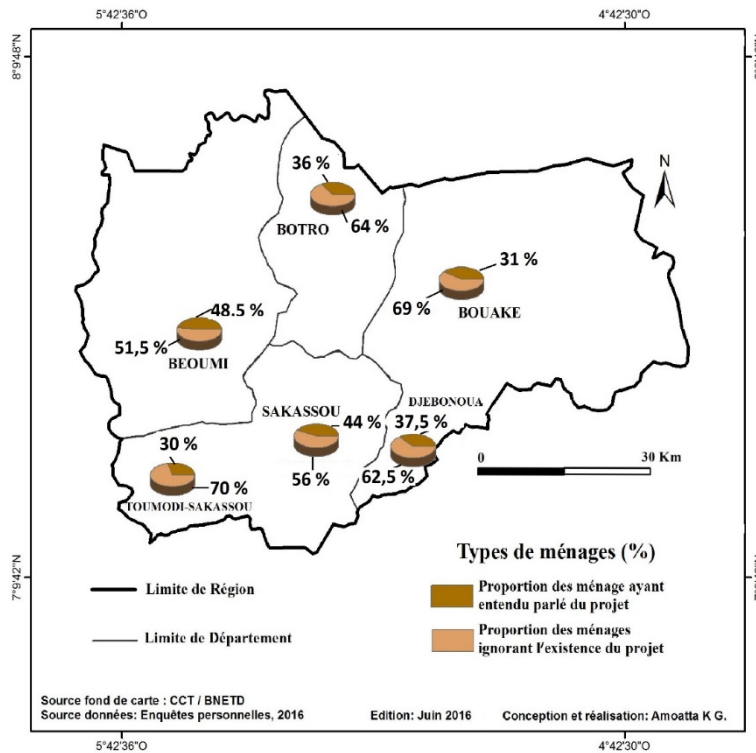 5°42'36"O
4°42'30"O
8°9'48"N
N
36 %
BOTRO
64 %
31 %
69 %
BOUAKE
48.5 %
51,5 %
BEOUMI
SAKASSOU
44 %
56 %
DJEBONOUA
37,5 %
62,5 %
30 %
70 %
TOUMODI-SAKASSOU
0
30 Km
Types de ménages (%)
Proportion des ménage ayant
entendu parlé du projet
Proportion des ménages
ignorant l'existence du projet
Limite de Région
Limite de Département
7°9'42"N
Source fond de carte : CCT / BNETD
Source données: Enquêtes personnelles, 2016
Edition: Juin 2016
Conception et réalisation: Amoatta K G.
5°42'36"O
4°42'30"O